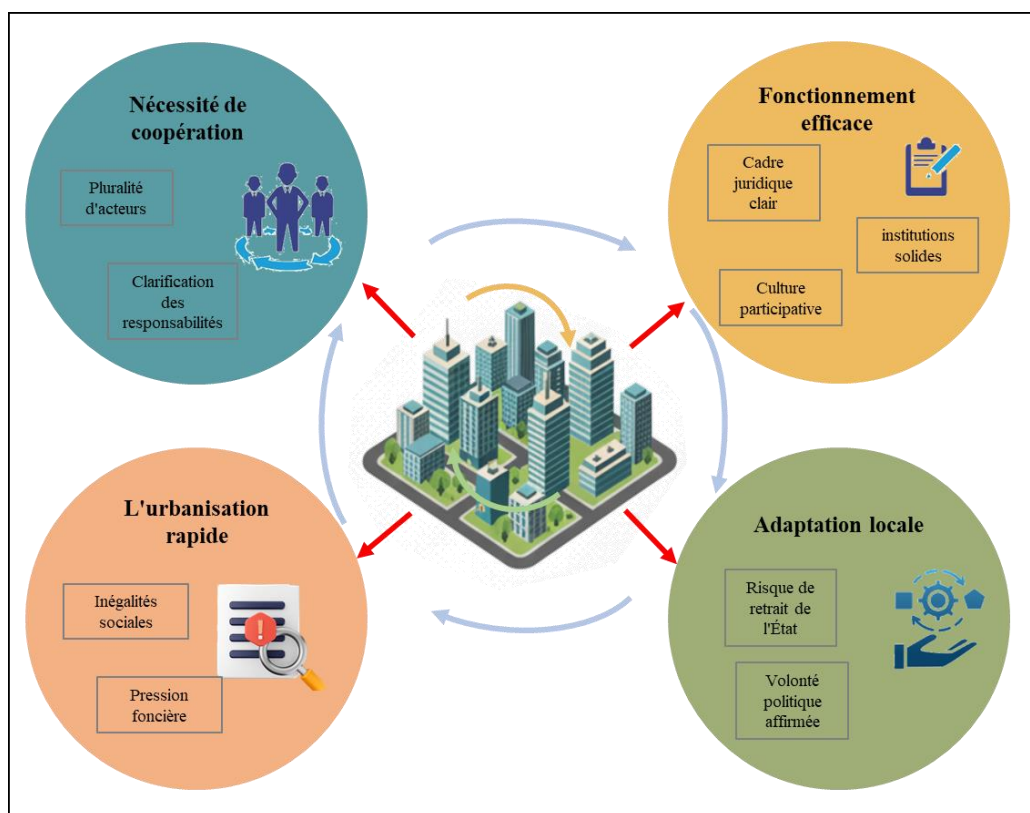 Nécessité de
coopération
Pluralité
d'acteurs
Clarification
des
responsabilités
Fonctionnement
efficace
Cadre
juridique
clair
institutions
solides
Culture
participative
L'urbanisation
rapide
Inégalités
sociales
Pression
foncière
Adaptation locale
Risque de
retrait de
l'État
Volonté
politique
affirmée